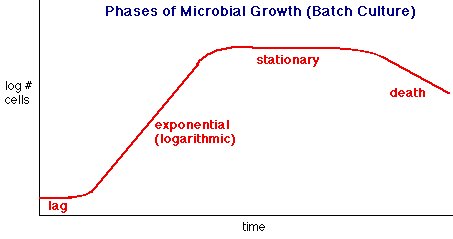 Phases of Microbial Growth (Batch Culture)
log #
cells
stationary
death
exponential
(logarithmic)
lag
time